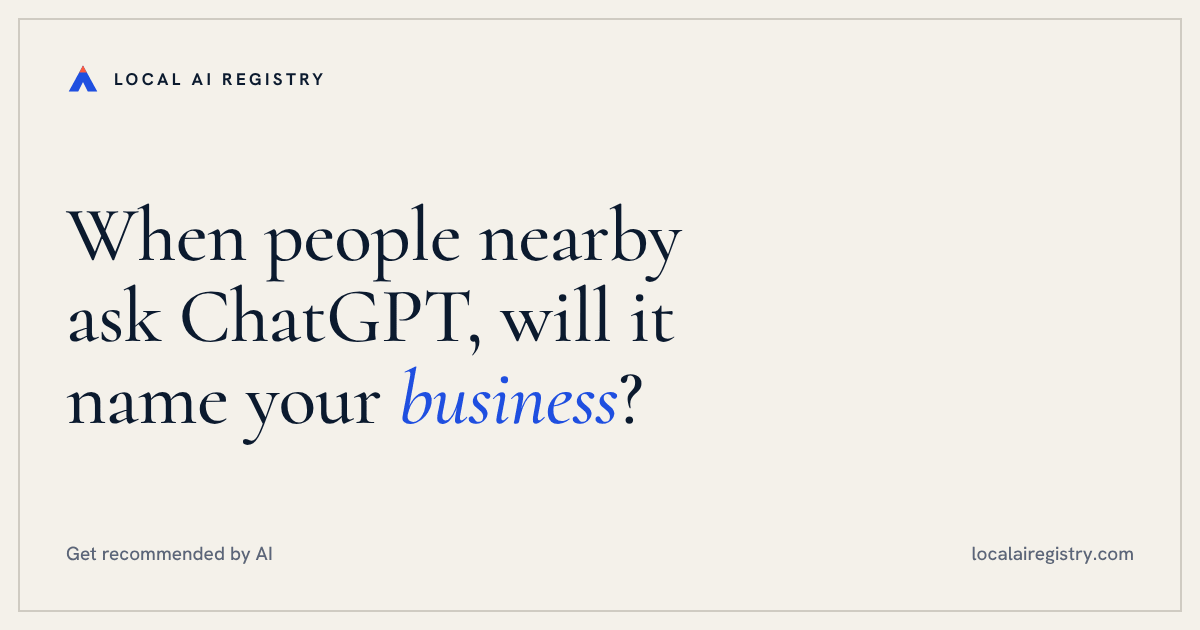 LOCAL AI REGISTRY
When people nearby
ask ChatGPT, will it
name your business?
Get recommended by AI
localairegistry.com